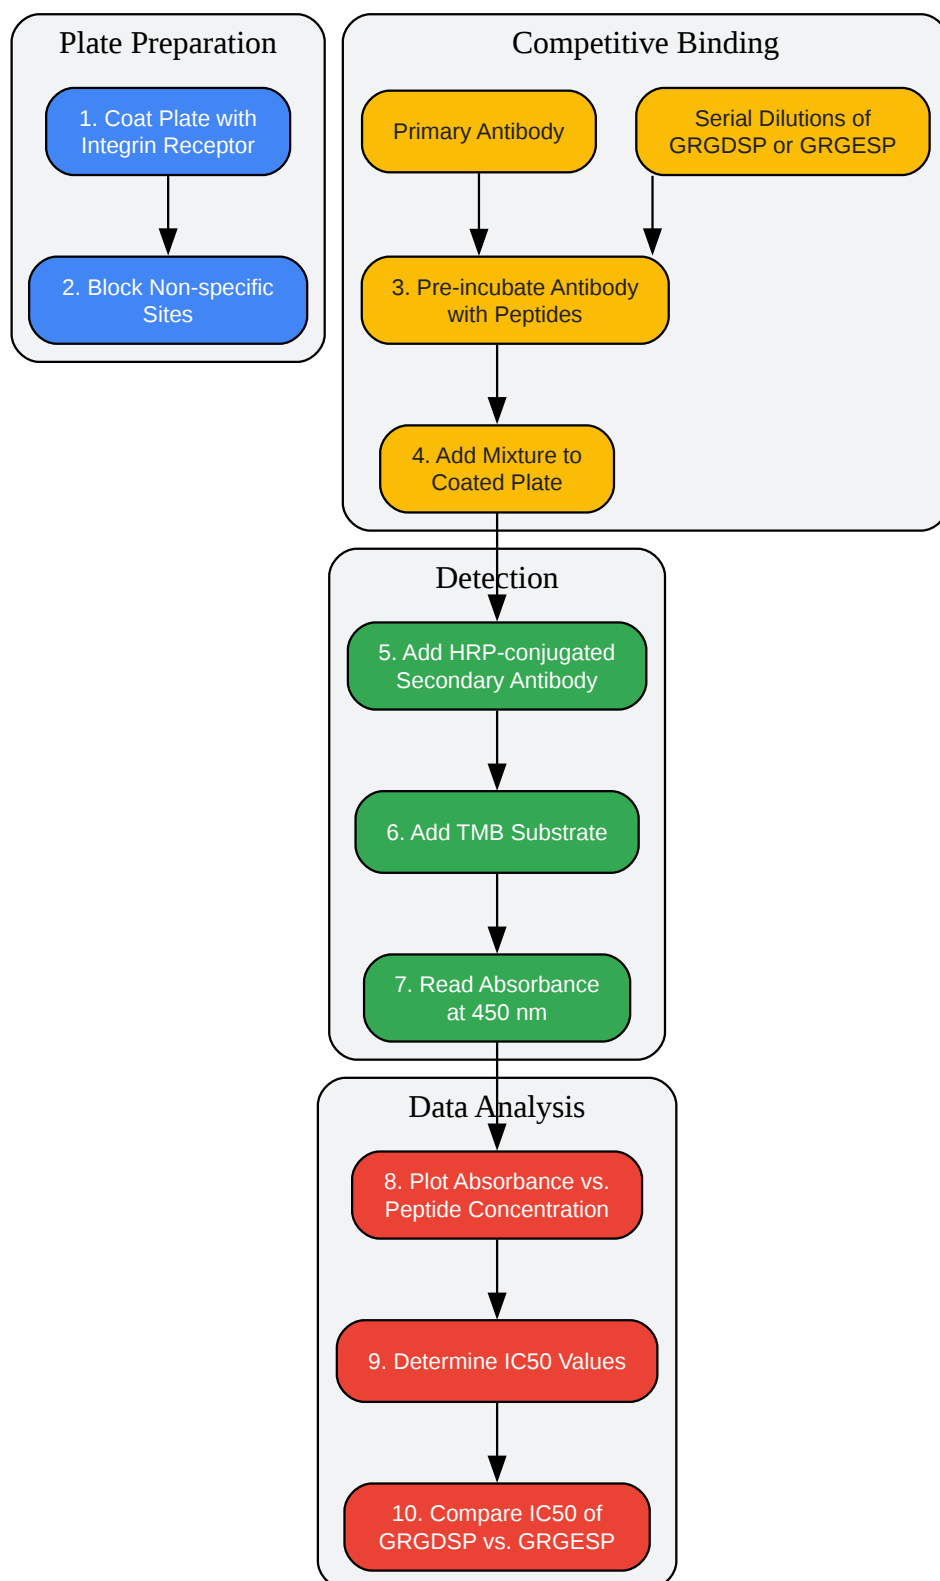 Plate Preparation
1. Coat Plate with
Integrin Receptor
2. Block Non-specific
Sites
Competitive Binding
Primary Antibody
Serial Dilutions of
GRGDSP or GRGESP
3. Pre-incubate Antibody
with Peptides
4. Add Mixture to
Coated Plate
Detection
5. Add HRP-conjugated
Secondary Antibody
6. Add TMB Substrate
7. Read Absorbance
at 450 nm
Data Analysis
8. Plot Absorbance vs.
Peptide Concentration
9. Determine IC50 Values
10. Compare IC50 of
GRGDSP vs. GRGESP